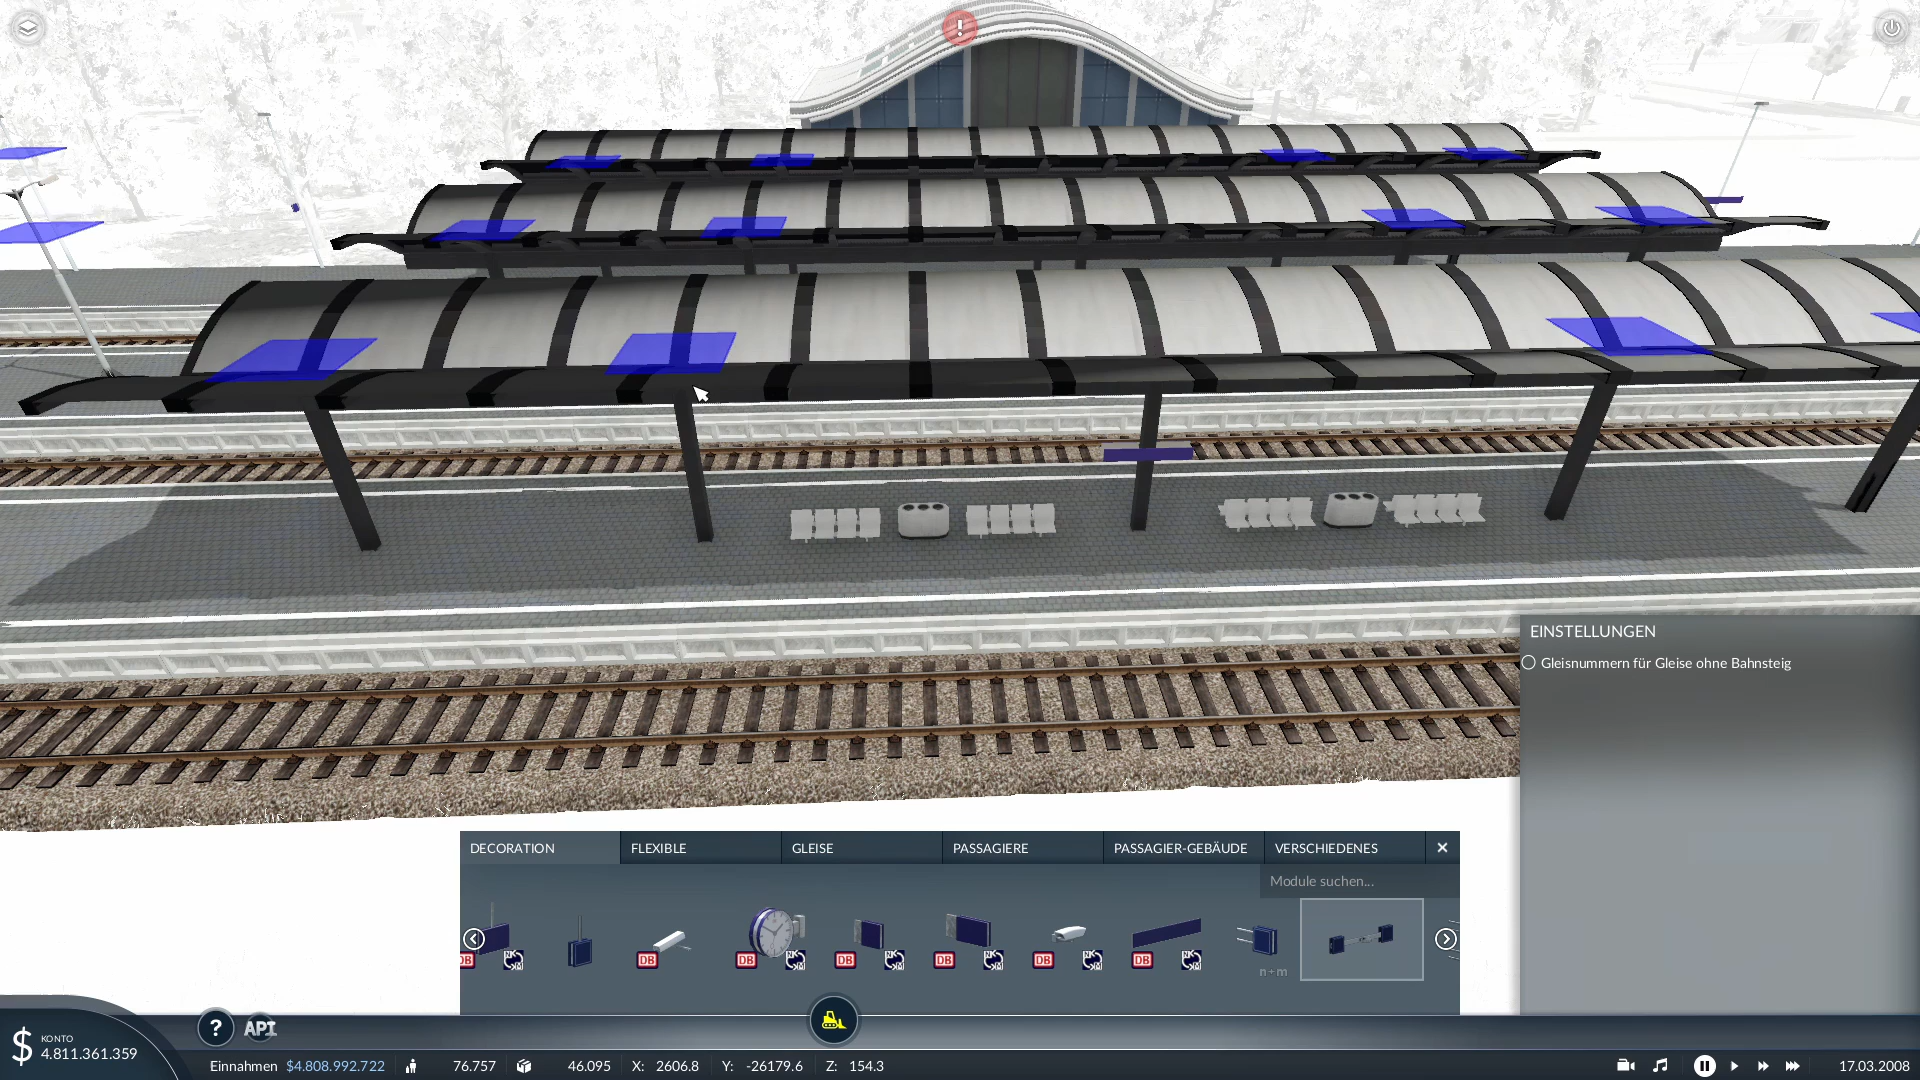 EINSTELLUNGEN
Gleisnummern für Gleise ohne Bahnsteig
DECORATION
FLEXIBLE
GLEISE
PASSAGIERE
PASSAGIER-GEBÄUDE
VERSCHIEDENES
Module suchen...
DB
DB
DB
DB
DB
DB
DB
n+m
?
API
$
KONTO
4.811.361.359
Einnahmen $4.808.992.722
76.757
46.095
X: 2606.8
Y: -26179.6
Z: 154.3
17.03.2008